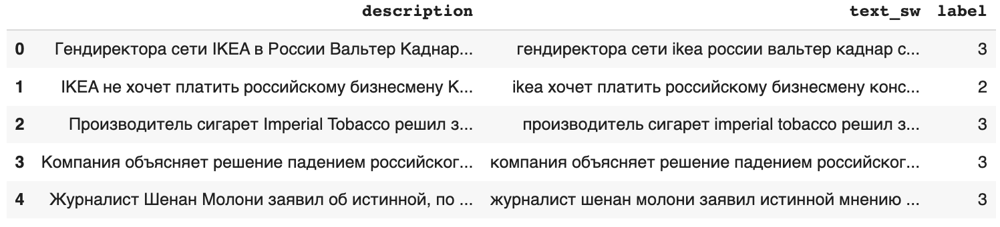 description text_sw label
0 Гендиректора сети IKEA в России Вальтер Каднар... гендиректора сети ikea россии вальтер каднар с... 3
1 IKEA не хочет платить российскому бизнесмену К... ikea хочет платить российскому бизнесмену конс... 2
2 Производитель сигарет Imperial Tobacco решил з... производитель сигарет imperial tobacco решил з... 3
3 Компания объясняет решение падением российског... компания объясняет решение падением российског... 3
4 Журналист Шенан Молони заявил об истинной, по ... журналист шенан молони заявил истинной мнению ... 3